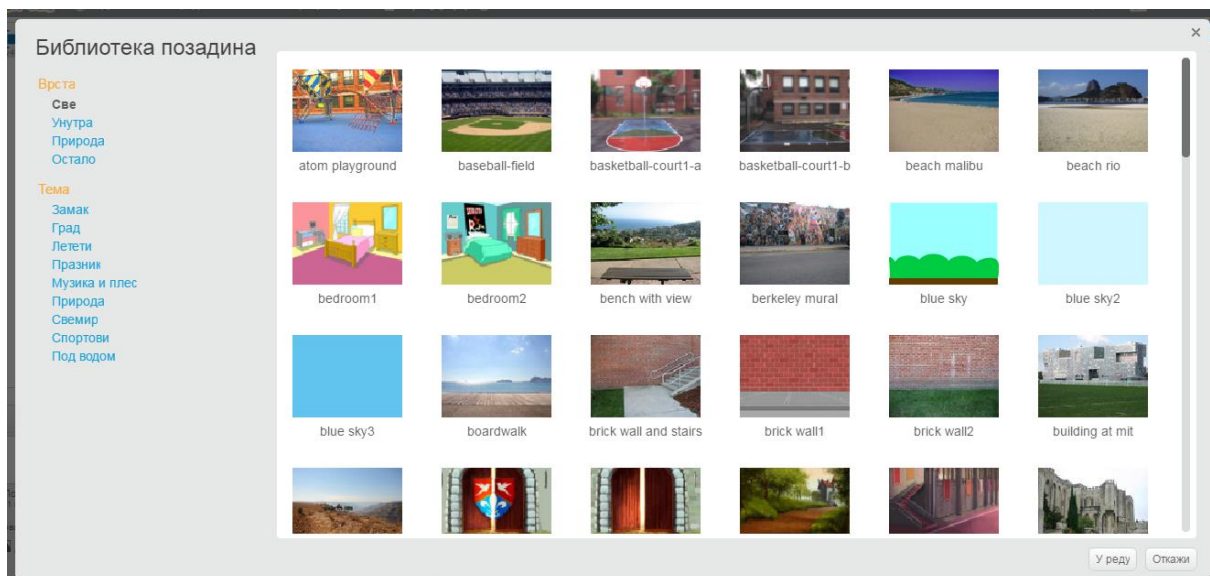 Библиотека позадина
×
Врста
Све
Унутра
Природа
Остало
Тема
Замак
Град
Летети
Празник
Музика и плес
Природа
Свемир
Спортови
Под водом
atom playground
baseball-field
basketball-court1-a
basketball-court1-b
beach malibu
beach rio
bedroom1
bedroom2
bench with view
berkeley mural
blue sky
blue sky2
blue sky3
boardwalk
brick wall and stairs
brick wall1
brick wall2
building at mit
У реду
Откажи